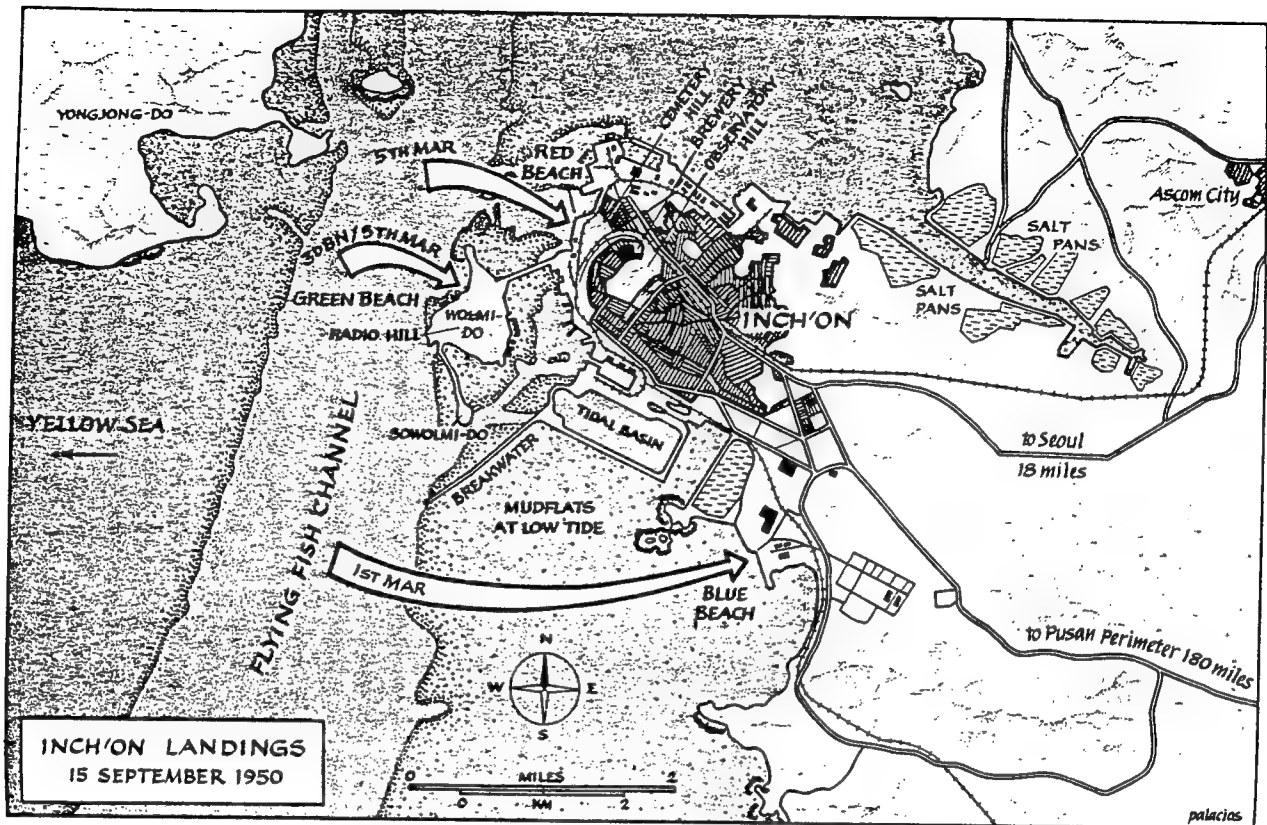 YONGJONG-DO
5TH MAR
RED
BEACH
CEMETERY
HILL
BREWERY
OBSERVATORY
HILL
Ascom City
SALT
PANS
SALT
PANS
3D BN/5TH MAR
GREEN BEACH
WOLMI-
DO
RADIO HILL
INCH'ON
YELLOW SEA
SOWOLMI-DO
TIDAL BASIN
BREAKWATER
to Seoul
18 miles
FLYING FISH CHANNEL
MUDFLATS
AT LOW TIDE
1ST MAR
BLUE
BEACH
to Pusan Perimeter 180 miles
N
W E
S
INCH'ON LANDINGS
15 SEPTEMBER 1950
0 MILES 2
0 KM 2
palacios